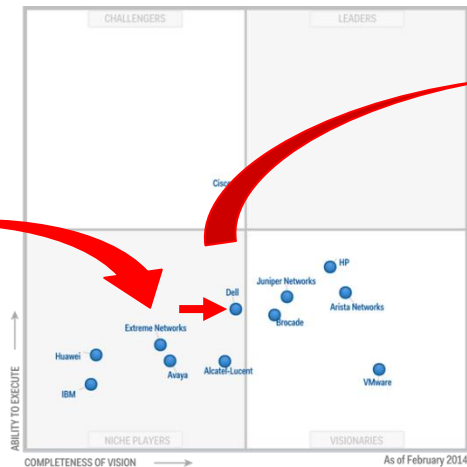 CHALLENGERS
LEADERS
Cisco
HP
Juniper Networks
Dell
Arista Networks
Brocade
Extreme Networks
Huawei
Avaya
Alcatel-Lucent
VMware
IBM
ABILITY TO EXECUTE
NICHE PLAYERS
VISIONARIES
COMPLETENESS OF VISION
As of February 2014